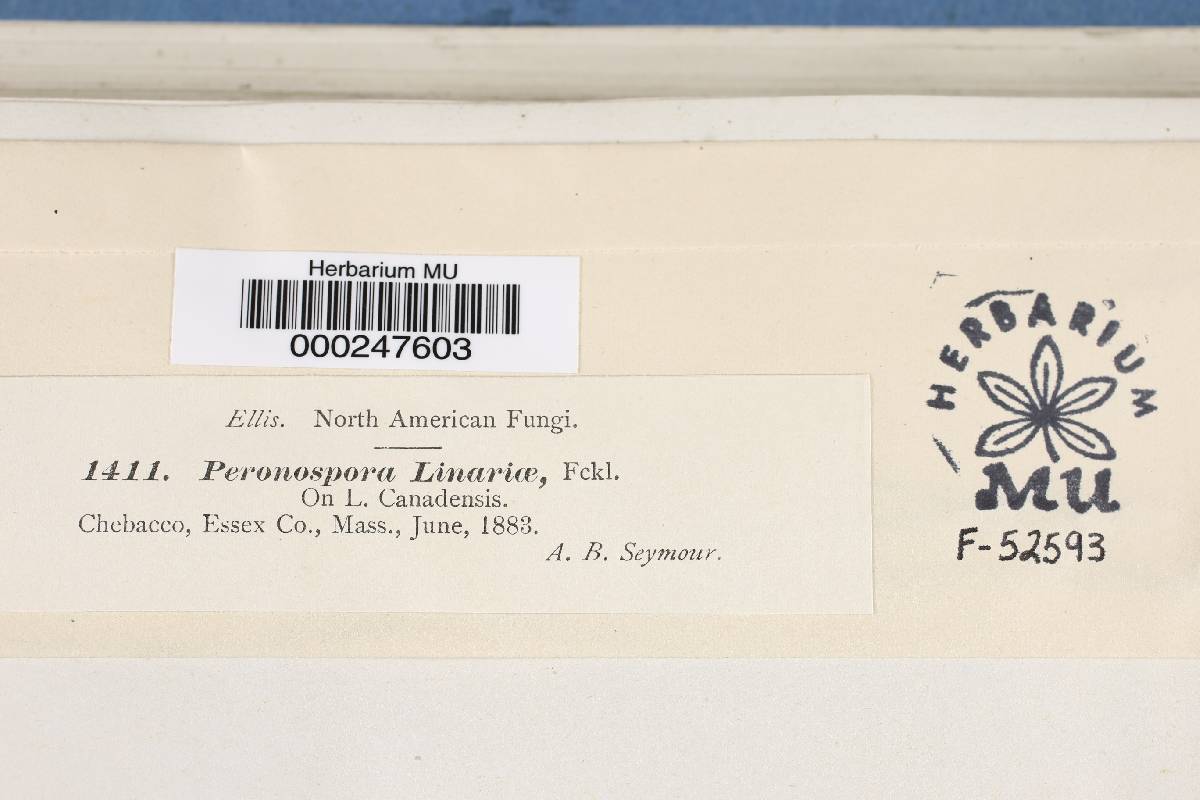 Herbarium MU
000247603
Ellis. North American Fungi.
1411. Peronospora Linariæ, Fckl.
On L. Canadensis.
Chebacco, Essex Co., Mass., June, 1883.
A. B. Seymour.
HERBARIUM
MU
F-52593